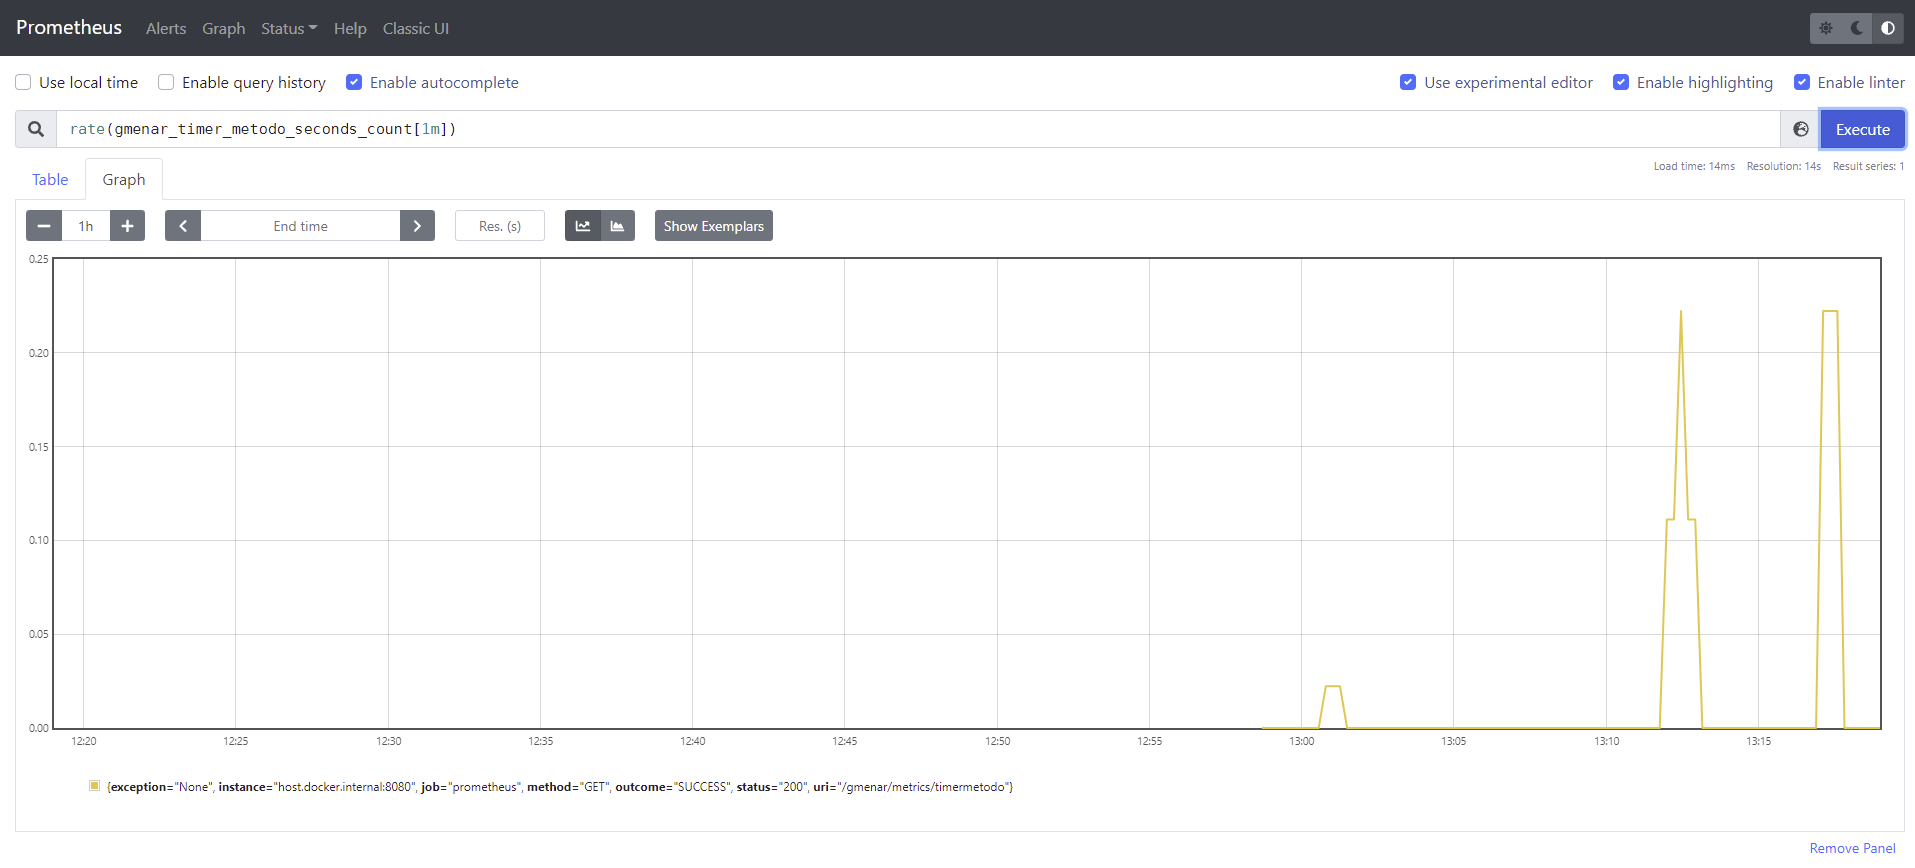 Prometheus Alerts Graph Status Help Classic UI
Use local time Enable query history Enable autocomplete Use experimental editor Enable highlighting Enable linter
rate(gmenar_timer_metodo_seconds_count[1m]) Execute
Load time: 14ms Resolution: 14s Result series: 1
Table Graph
1h End time Res. (s) Show Exemplars
0.25
0.20
0.15
0.10
0.05
0.00
12:20 12:25 12:30 12:35 12:40 12:45 12:50 12:55 13:00 13:05 13:10 13:15
{exception="None", instance="host.docker.internal:8080", job="prometheus", method="GET", outcome="SUCCESS", status="200", uri="/gmenar/metrics/timermetodo"}
Remove Panel